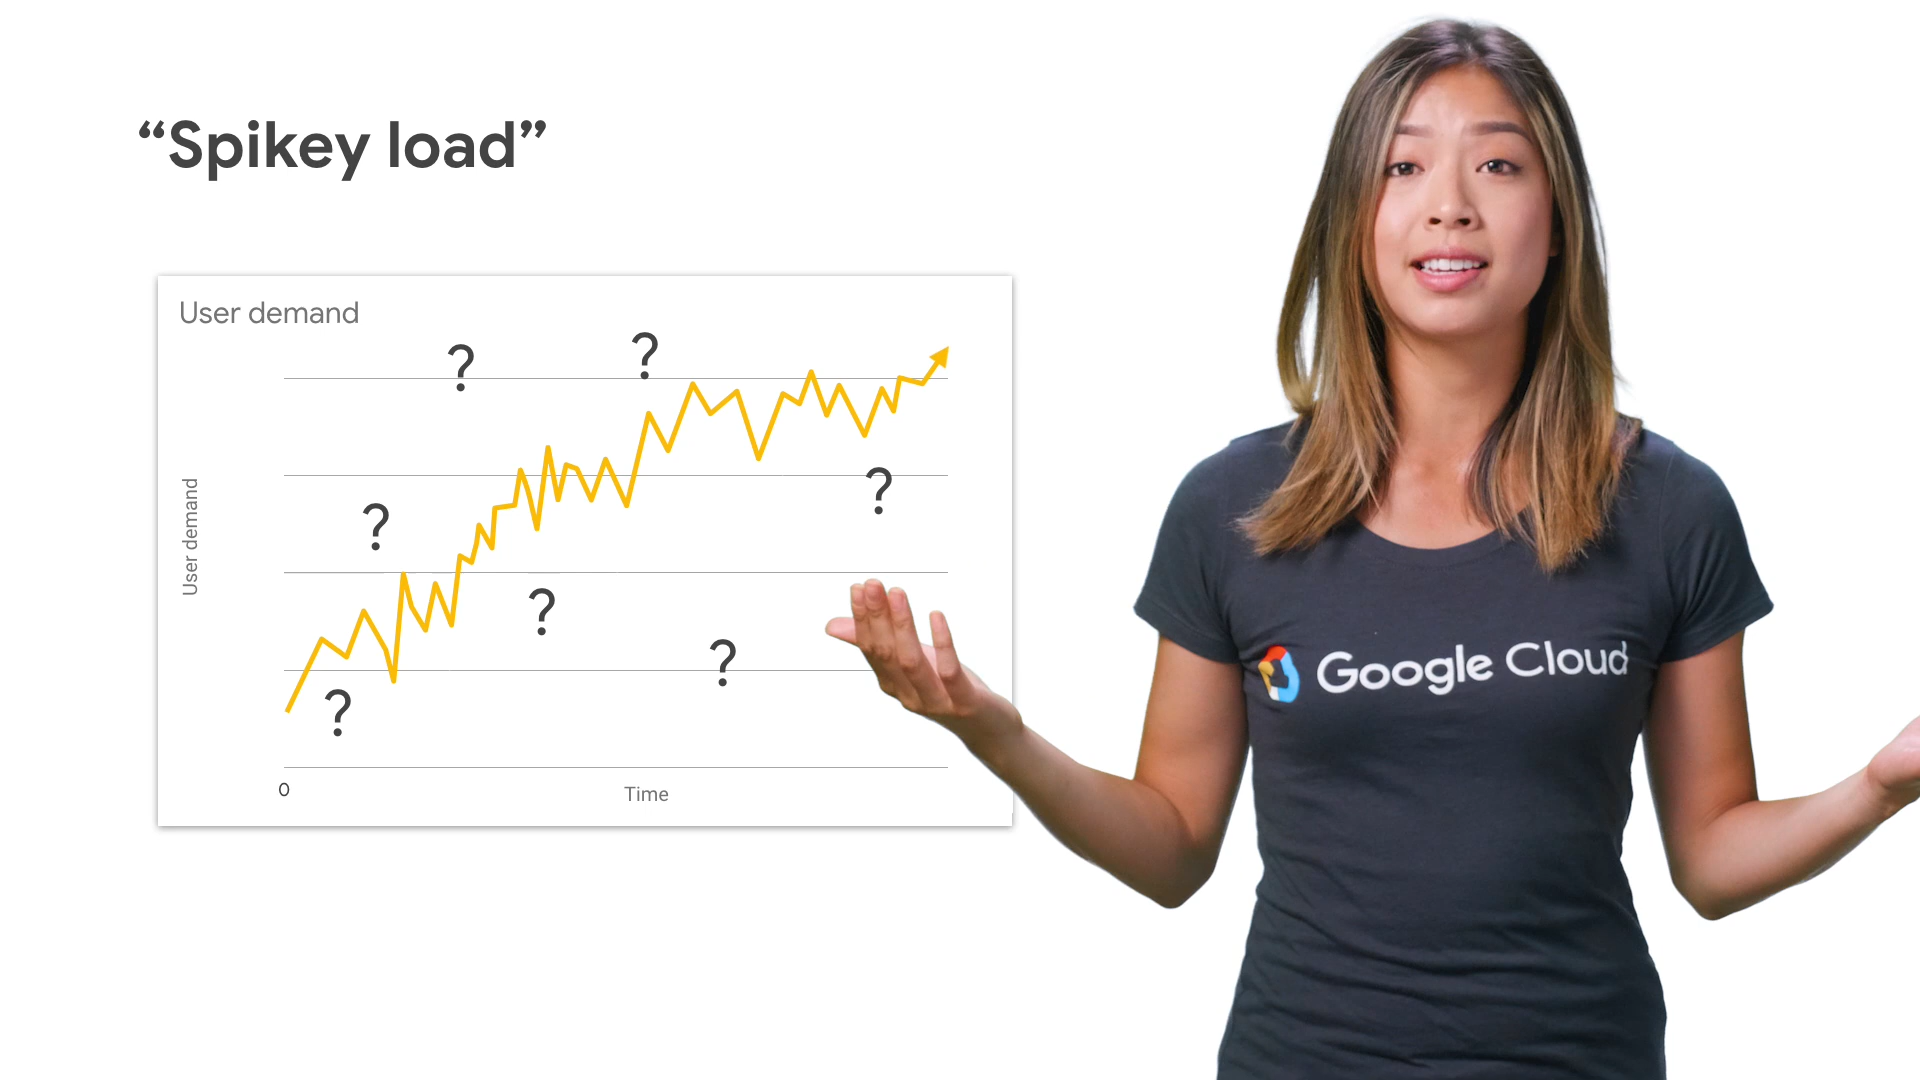 “Spikey load”
User demand
?
?
?
?
?
?
?
User demand
0
Time
Google Cloud